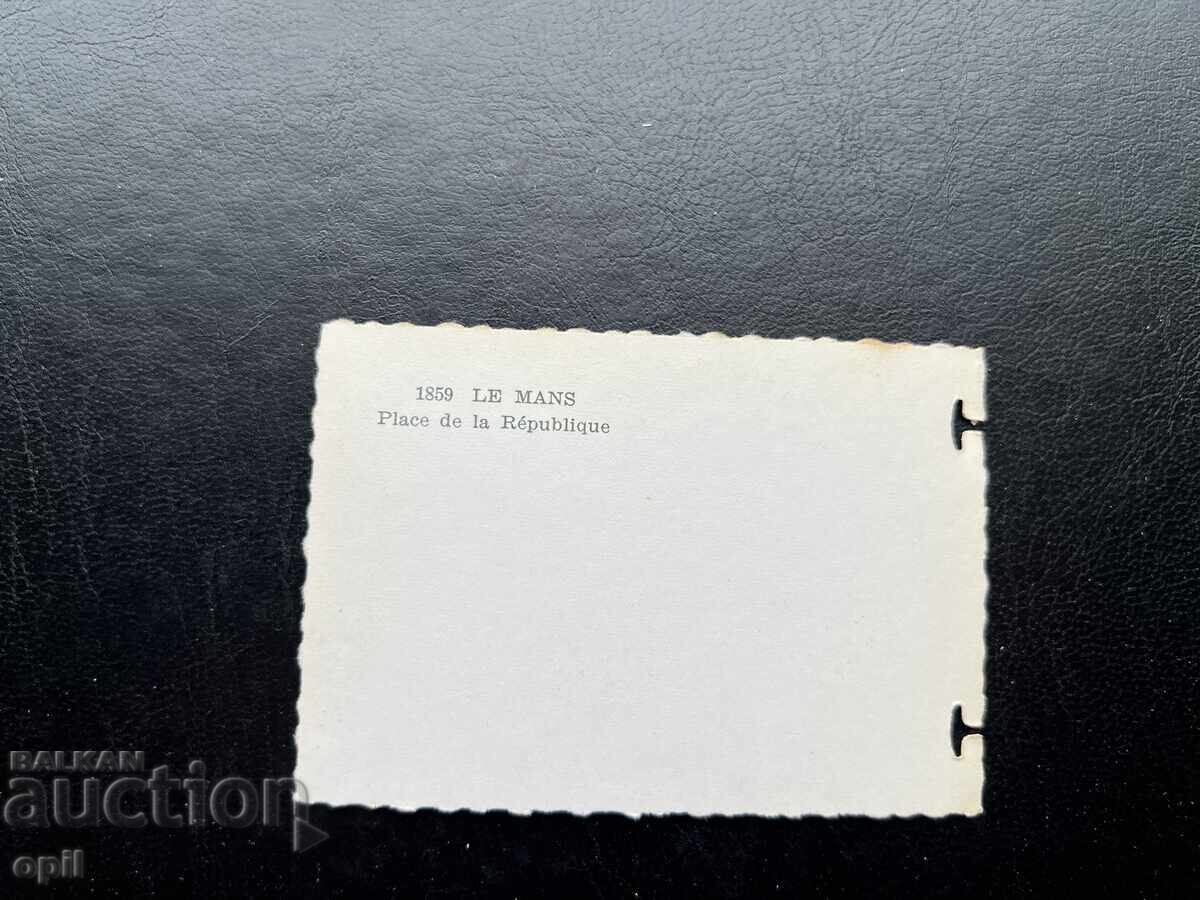 1859 LE MANS
Place de la République
BALKAN
auction
opil